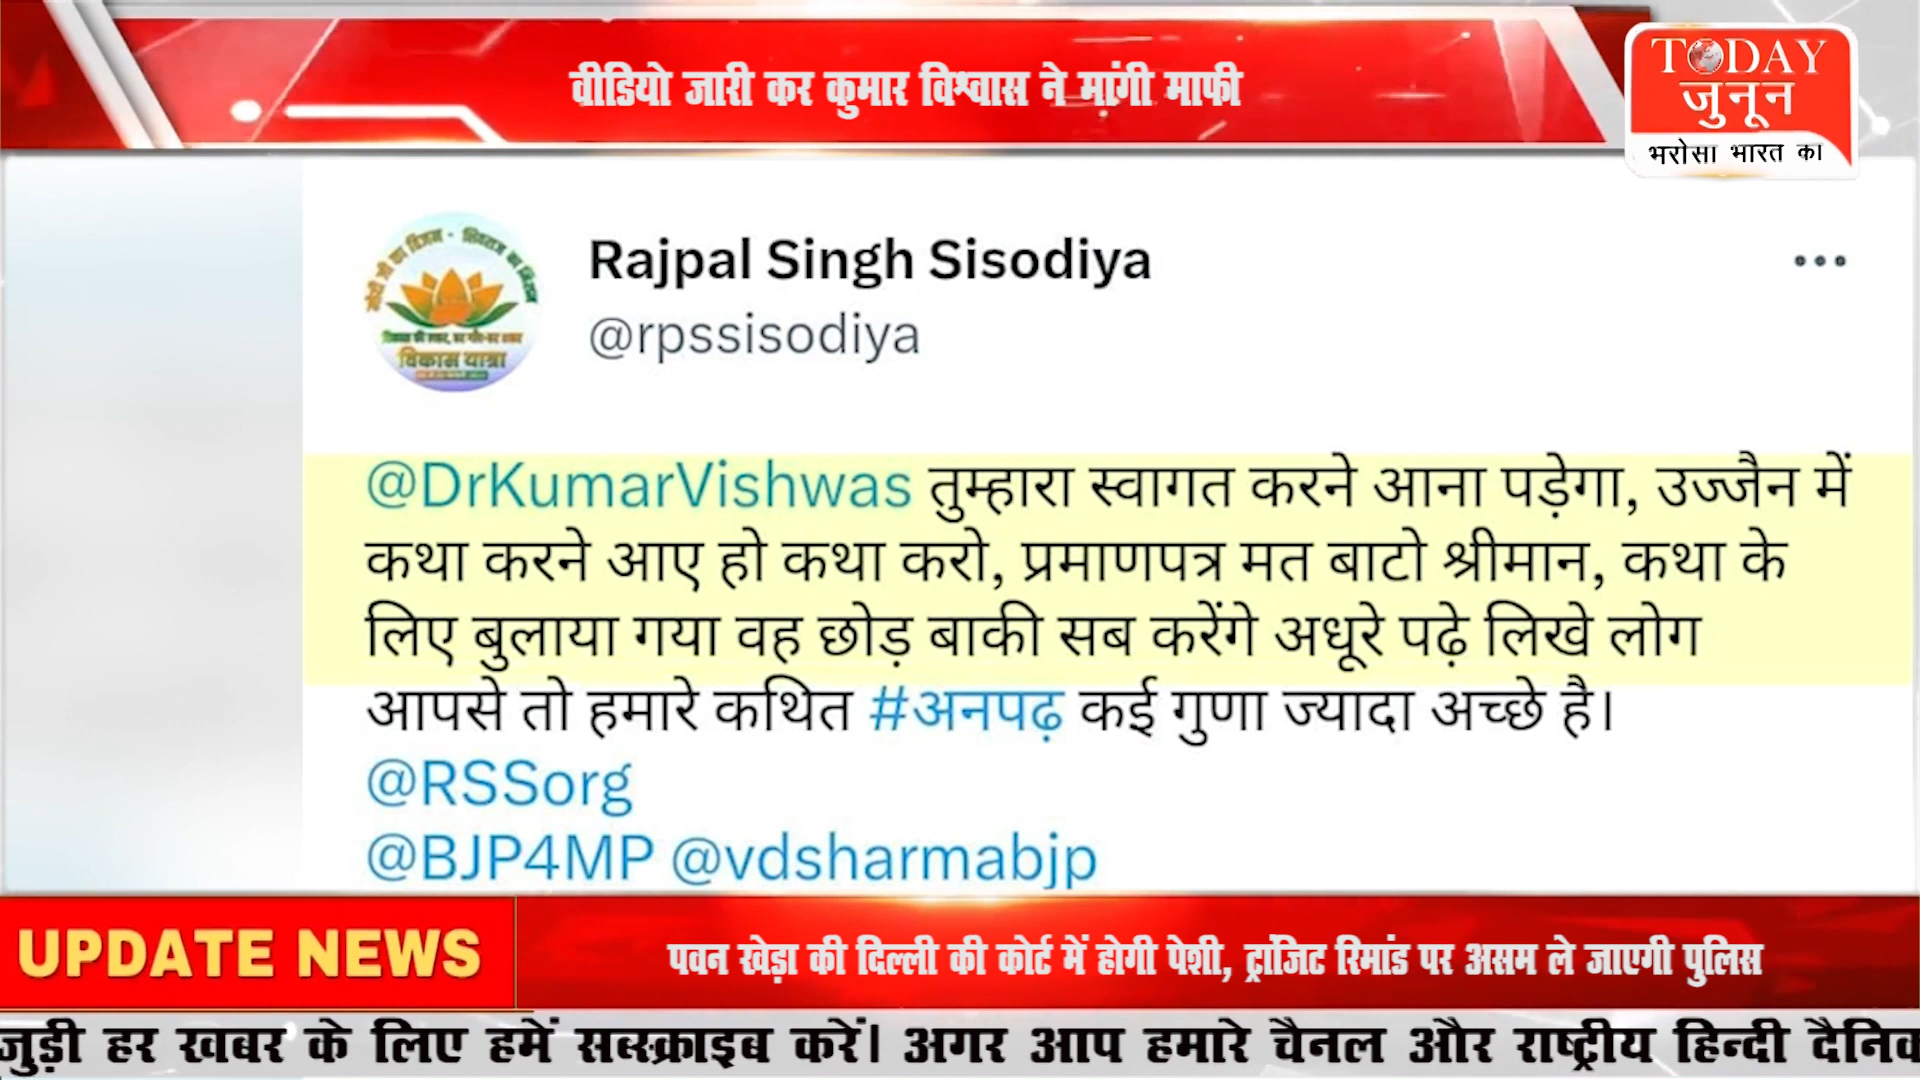 वीडियो जारी कर कुमार विश्वास ने मांगी माफी
TODAY
जुनून
भरोसा भारत का
Rajpal Singh Sisodiya
@rpssisodiya
विकास यात्रा
@DrKumarVishwas तुम्हारा स्वागत करने आना पड़ेगा, उज्जैन में
कथा करने आए हो कथा करो, प्रमाणपत्र मत बाटो श्रीमान, कथा के
लिए बुलाया गया वह छोड़ बाकी सब करेंगे अधूरे पढ़े लिखे लोग
आपसे तो हमारे कथित #अनपढ़ कई गुणा ज्यादा अच्छे है।
@RSSorg
@BJP4MP @vdsharmabjp
UPDATE NEWS
पवन खेड़ा की दिल्ली की कोर्ट में होगी पेशी, ट्रांजिट रिमांड पर असम ले जाएगी पुलिस
जुड़ी हर खबर के लिए हमें सब्स्क्राइब करें। अगर आप हमारे चैनल और राष्ट्रीय हिन्दी दैनिक